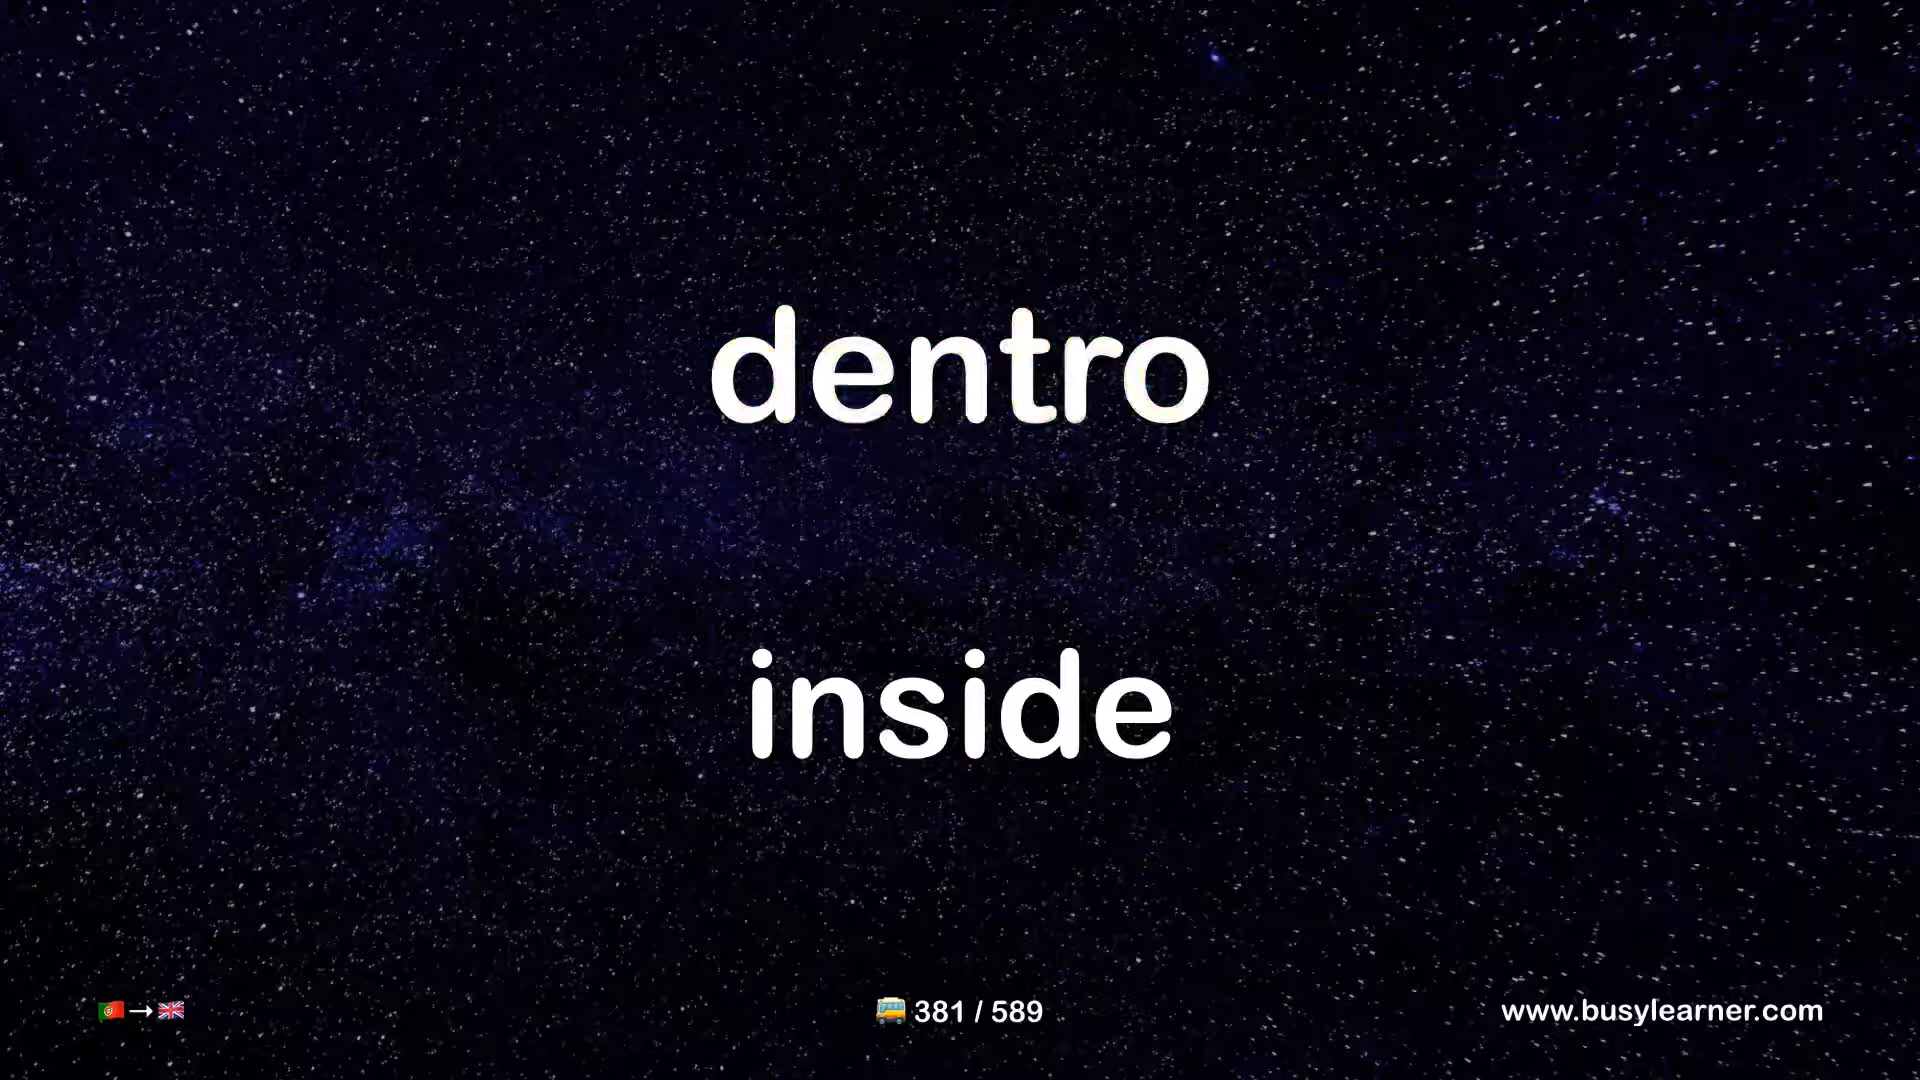 dentro
inside
🇵🇹→🇬🇧 🚌 381 / 589 www.busylearner.com